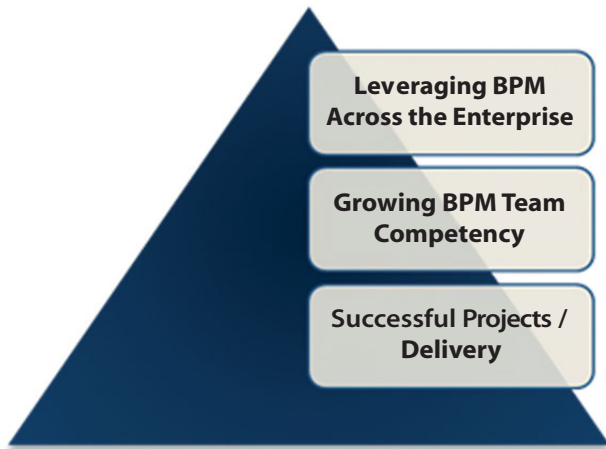 Leveraging BPM
Across the Enterprise
Growing BPM Team
Competency
Successful Projects /
Delivery